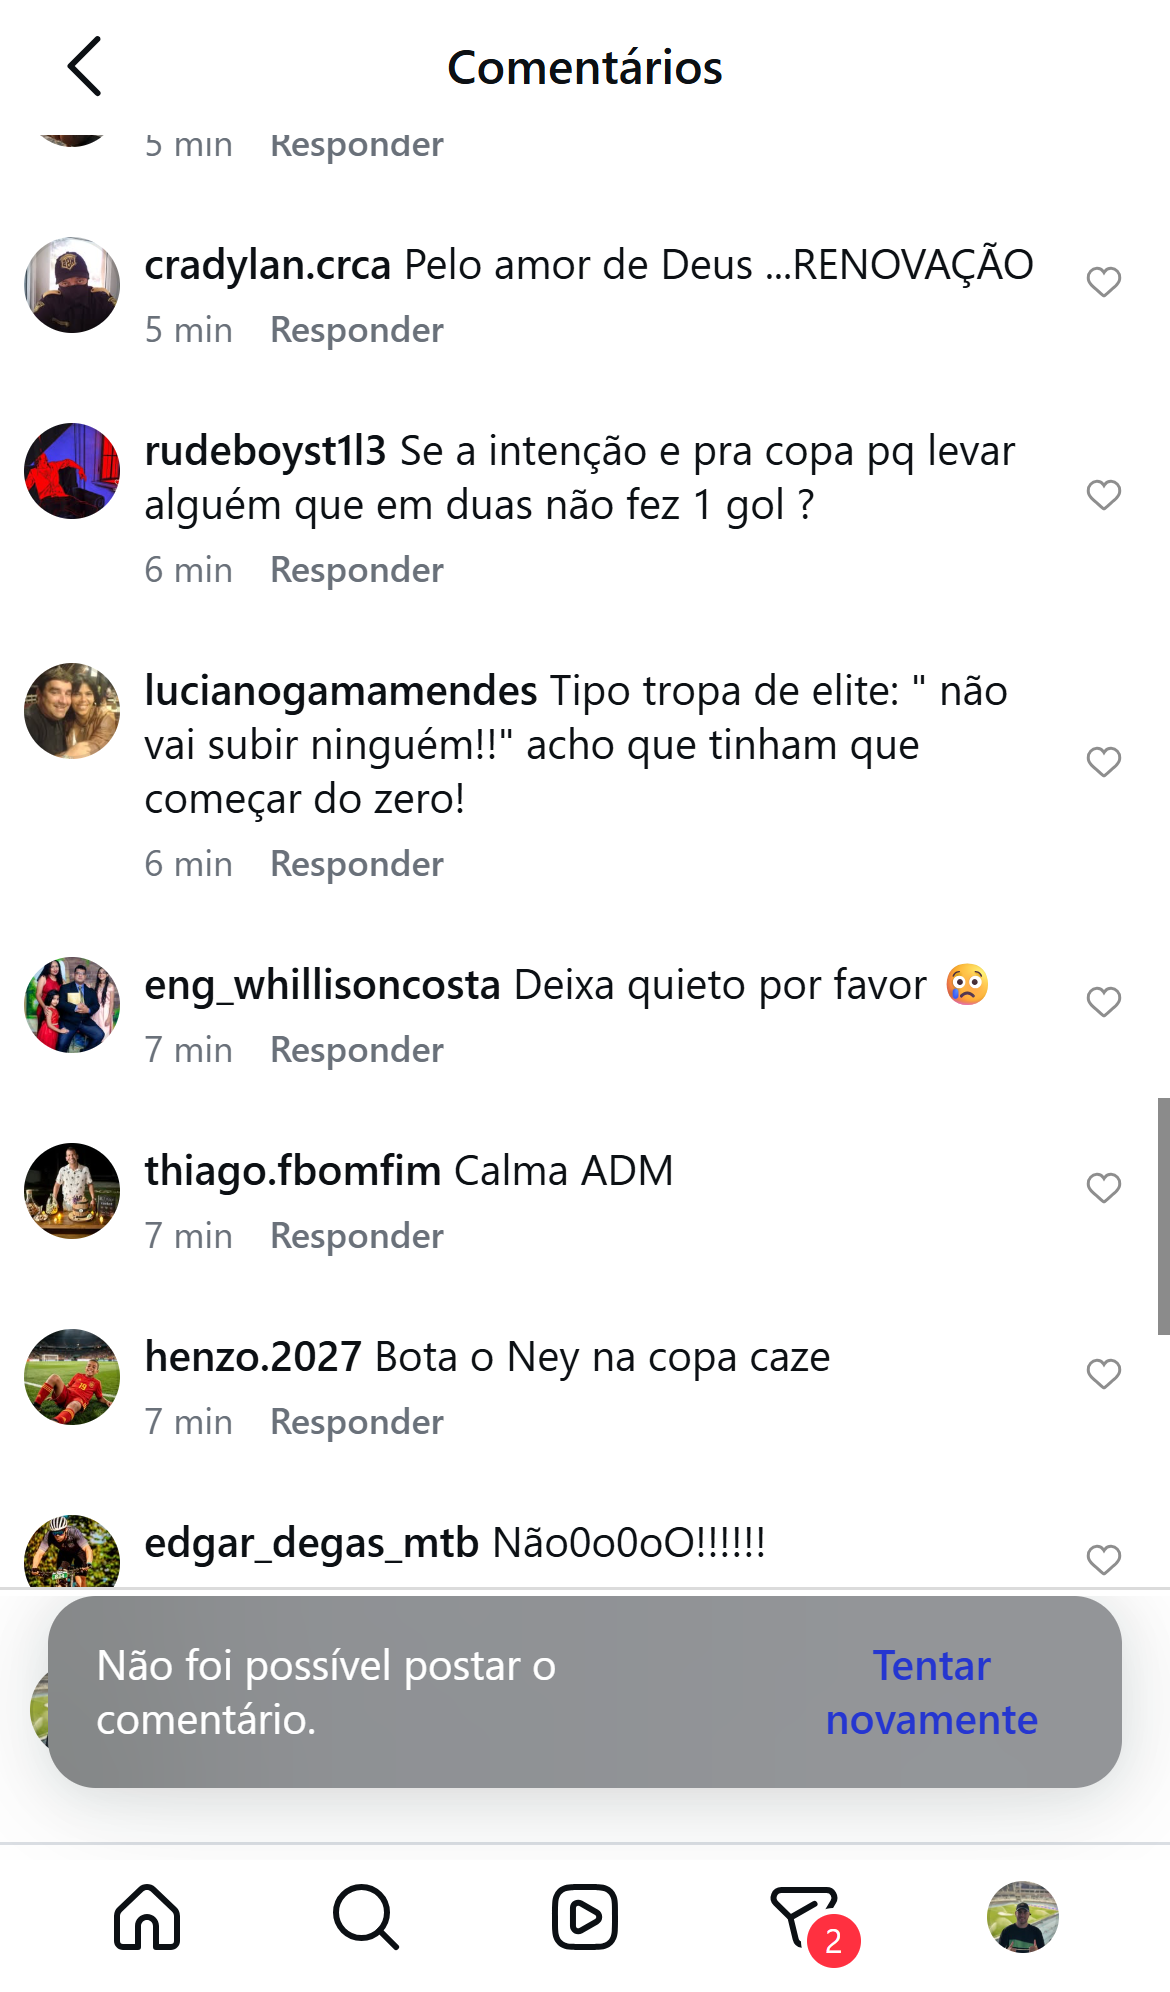 Comentários
5 min Responder
cradylan.crca Pelo amor de Deus ...RENOVAÇÃO
5 min Responder
rudeboyst1l3 Se a intenção e pra copa pq levar
alguém que em duas não fez 1 gol ?
6 min Responder
lucianogamamendes Tipo tropa de elite: " não
vai subir ninguém!!" acho que tinham que
começar do zero!
6 min Responder
eng_whillisoncosta Deixa quieto por favor 😢
7 min Responder
thiago.fbomfim Calma ADM
7 min Responder
henzo.2027 Bota o Ney na copa caze
7 min Responder
edgar_degas_mtb Não0o0oO!!!!!!
Não foi possível postar o
comentário.
Tentar
novamente
2